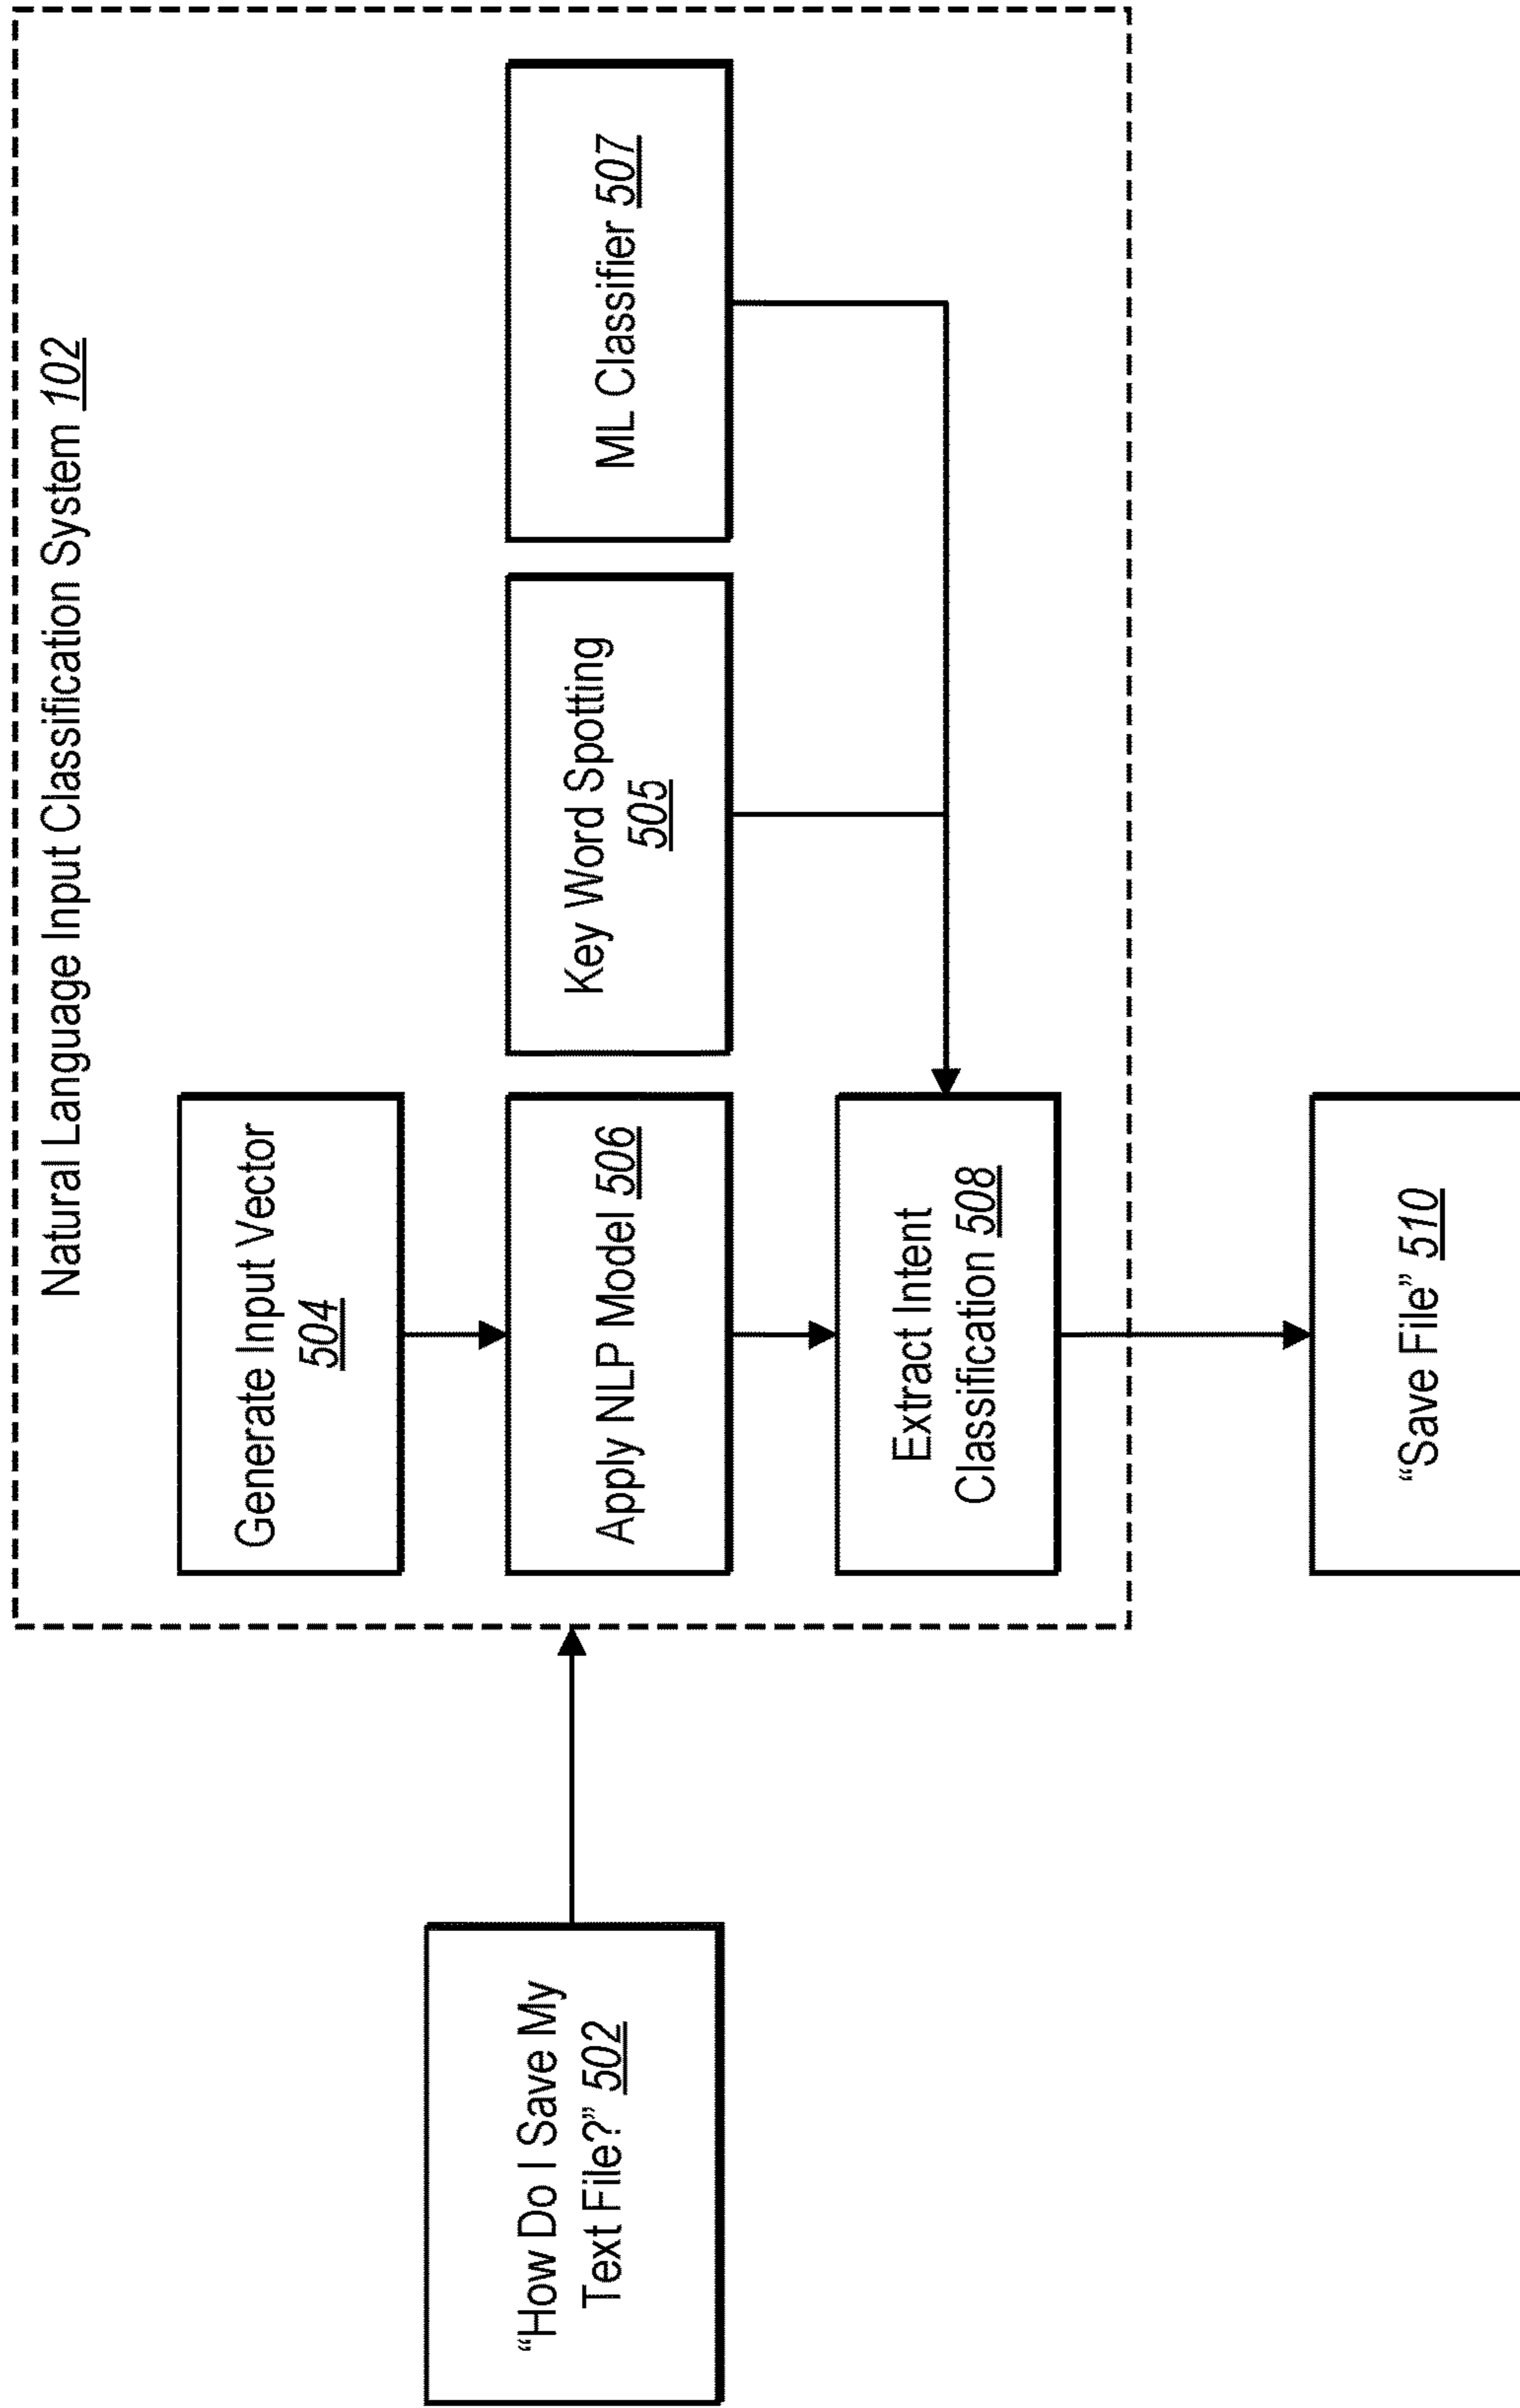 Natural Language Input Classification System 102
"How Do I Save My
Text File?" 502
Generate Input Vector
504
Apply NLP Model 506
Key Word Spotting
505
ML Classifier 507
Extract Intent
Classification 508
“Save File” 510